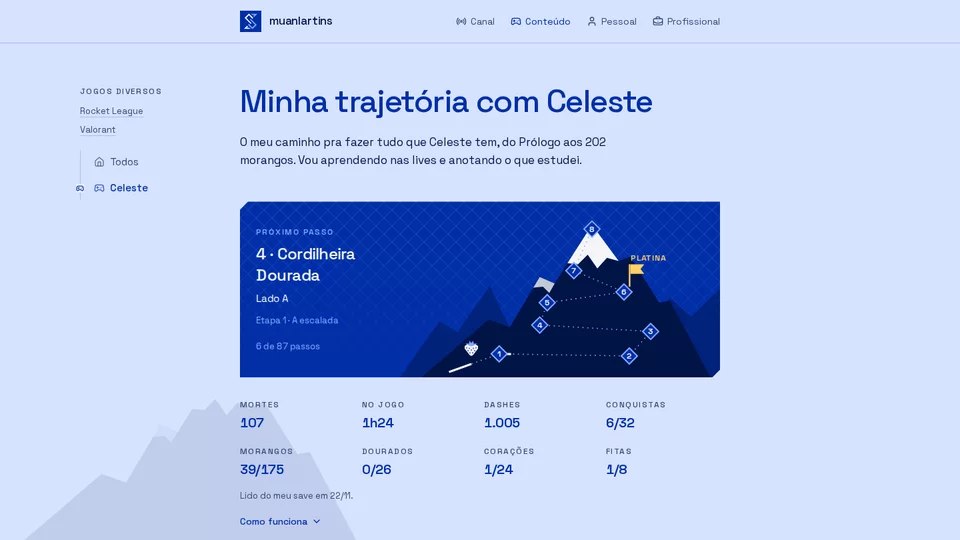 muanlartins
Canal
Conteúdo
Pessoal
Profissional
JOGOS DIVERSOS
Rocket League
Valorant
Todos
Celeste
Minha trajetória com Celeste
O meu caminho pra fazer tudo que Celeste tem, do Prólogo aos 202
morangos. Vou aprendendo nas lives e anotando o que estudei.
PRÓXIMO PASSO
4 · Cordilheira
Dourada
Lado A
Etapa 1 · A escalada
6 de 87 passos
8
PLATINA
7
6
5
4
3
1
2
MORTES
107
NO JOGO
1h24
DASHES
1.005
CONQUISTAS
6/32
MORANGOS
39/175
DOURADOS
0/26
CORAÇÕES
1/24
FITAS
1/8
Lido do meu save em 22/11.
Como funciona